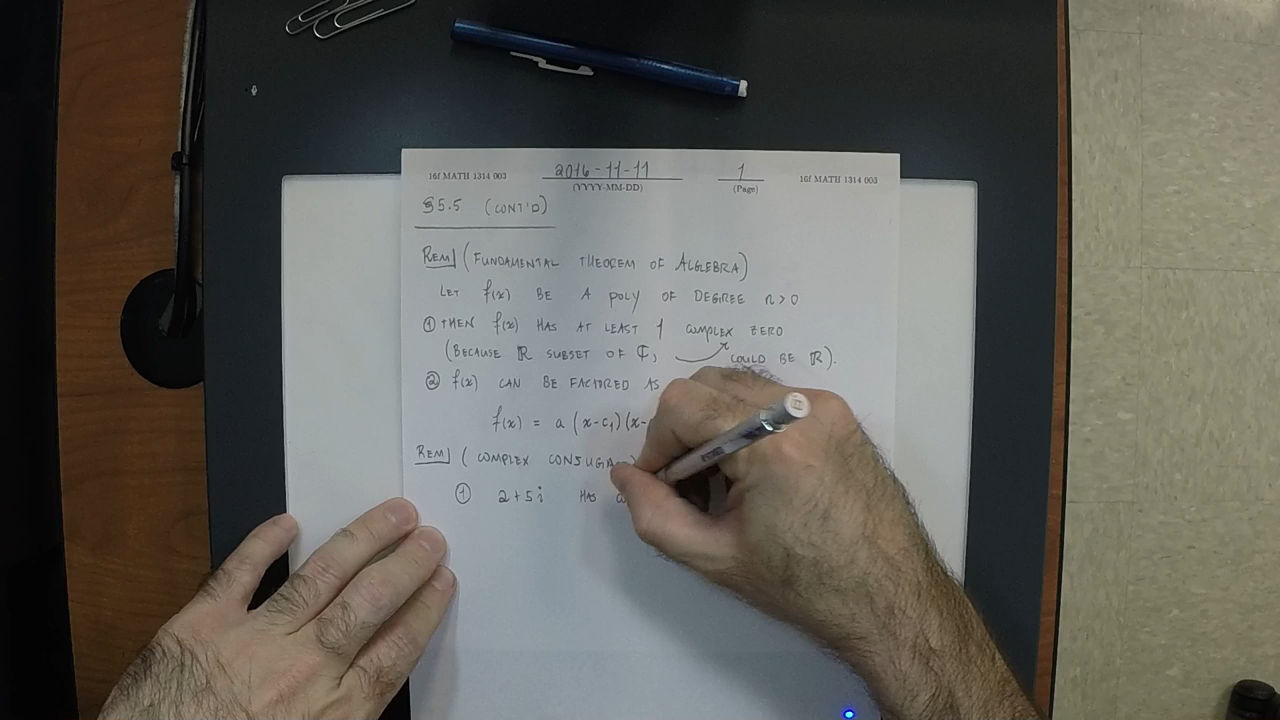 16f MATH 1314 003 2016-11-11 1 16f MATH 1314 003
(YYYY-MM-DD) (Page)
§5.5 (CONT'D)
REM (FUNDAMENTAL THEOREM OF ALGEBRA)
LET f(x) BE A POLY OF DEGREE n>0
① THEN f(x) HAS AT LEAST 1 COMPLEX ZERO
(BECAUSE ℝ SUBSET OF ℂ, COULD BE ℝ).
② f(x) CAN BE FACTORED AS
f(x) = a (x-c₁)(x-
REM (COMPLEX CONJUGA
① 2+5i HAS